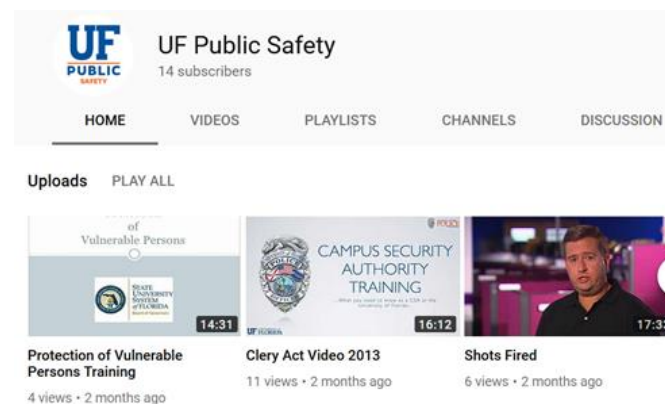 UF
PUBLIC
SAFETY
UF Public Safety
14 subscribers
HOME VIDEOS PLAYLISTS CHANNELS DISCUSSION
Uploads PLAY ALL
of
Vulnerable Persons
STATE
UNIVERSITY
SYSTEM
of FLORIDA
14:31
POLICE
CAMPUS SECURITY
AUTHORITY
TRAINING
UF FLORIDA
16:12
17:33
Protection of Vulnerable
Persons Training
4 views • 2 months ago
Clery Act Video 2013
11 views • 2 months ago
Shots Fired
6 views • 2 months ago